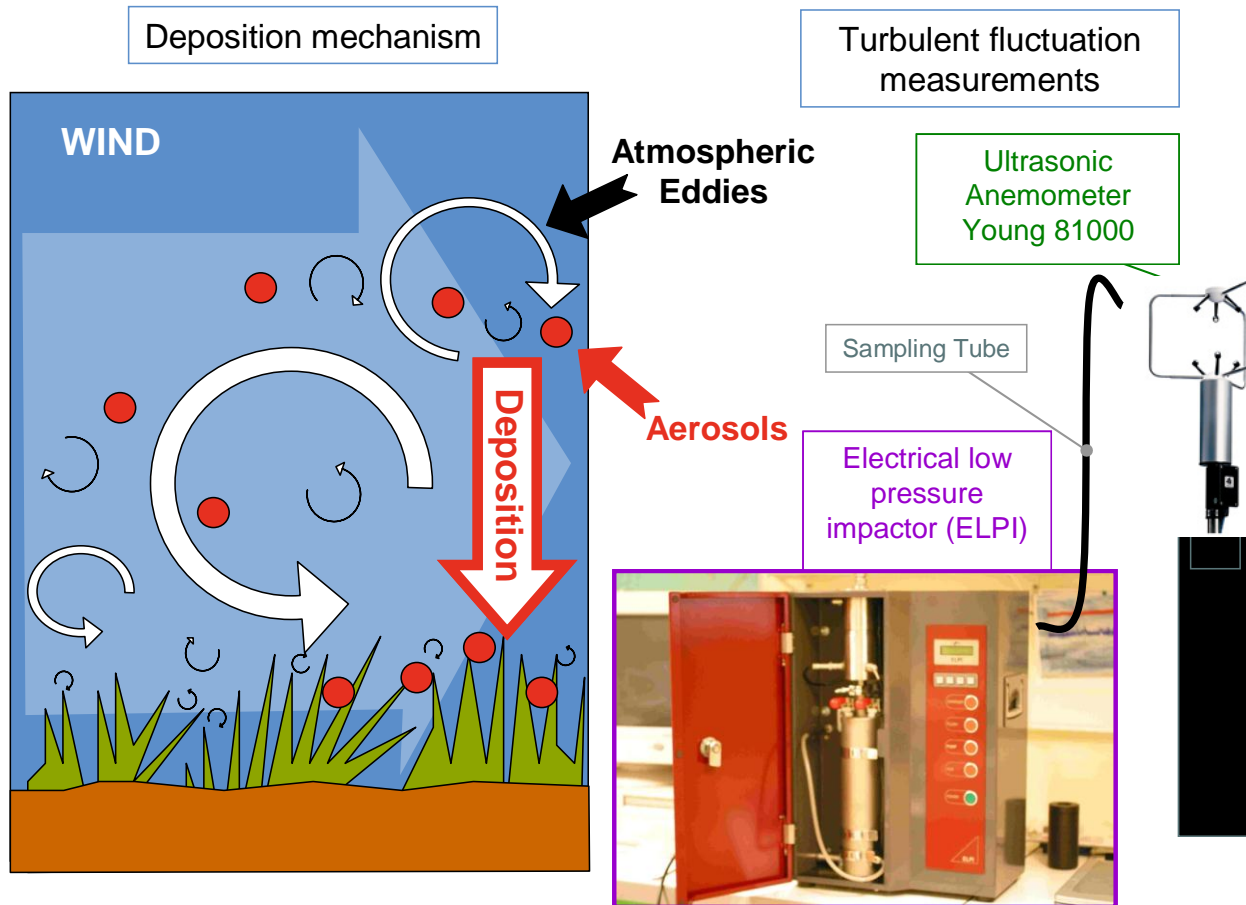 Deposition mechanism
Turbulent fluctuation
measurements
WIND
Atmospheric
Eddies
Ultrasonic
Anemometer
Young 81000
Sampling Tube
Deposition
Aerosols
Electrical low
pressure
impactor (ELPI)
ELPI
ELPI